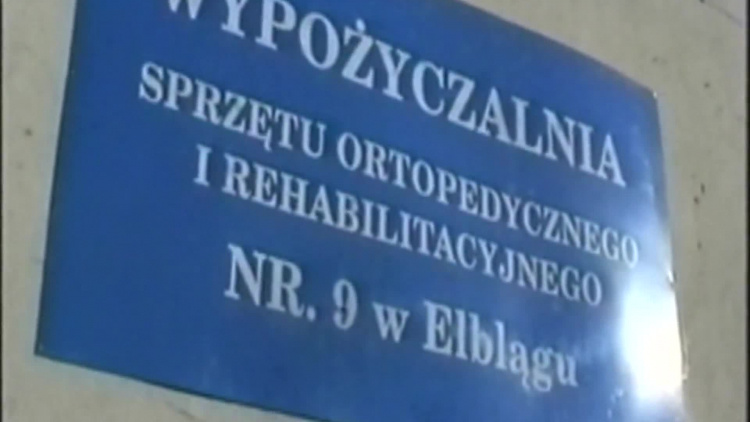 WYPOŻYCZALNIA
SPRZĘTU ORTOPEDYCZNEGO
I REHABILITACYJNEGO
NR. 9 w Elblągu